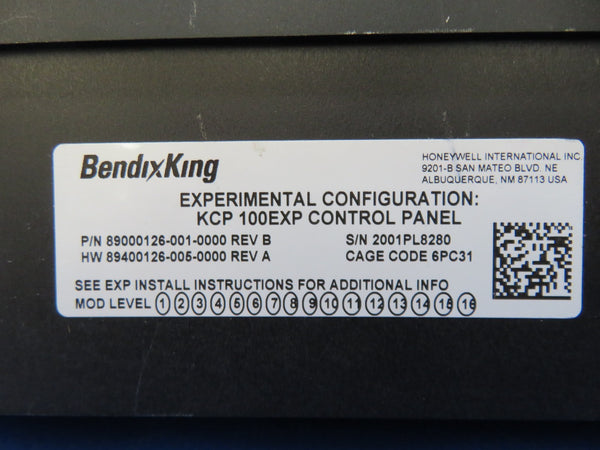 BendixKing
HONEYWELL INTERNATIONAL INC.
9201-B SAN MATEO BLVD. NE
ALBUQUERQUE, NM 87113 USA
EXPERIMENTAL CONFIGURATION:
KCP 100EXP CONTROL PANEL
P/N 89000126-001-0000 REV B S/N 2001PL8280
HW 89400126-005-0000 REV A CAGE CODE 6PC31
SEE EXP INSTALL INSTRUCTIONS FOR ADDITIONAL INFO
MOD LEVEL 1 2 3 4 5 6 7 8 9 10 11 12 13 14 15 16